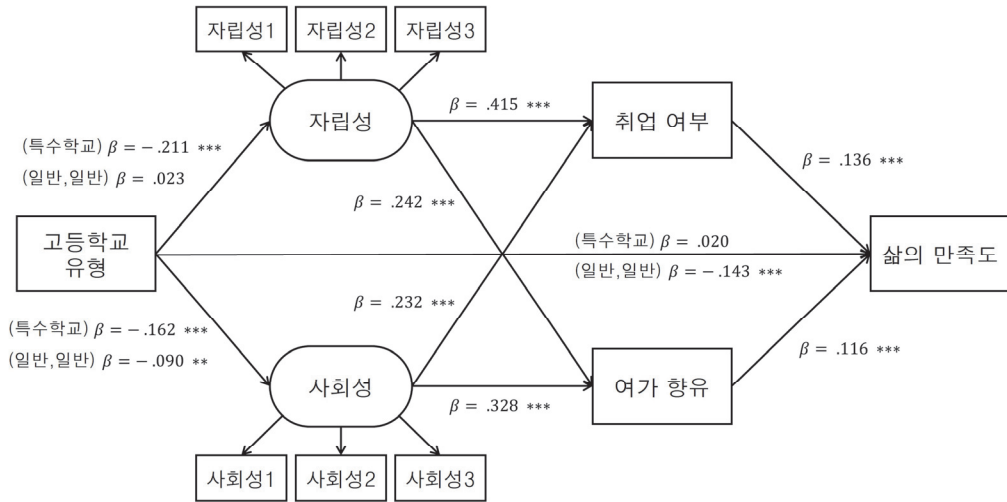 자립성1 자립성2 자립성3
자립성
β = .415 ***
취업 여부
(특수학교) β = −.211 ***
(일반,일반) β = .023
β = .136 ***
β = .242 ***
고등학교
유형
(특수학교) β = .020
(일반,일반) β = −.143 ***
삶의 만족도
β = .232 ***
(특수학교) β = −.162 ***
(일반,일반) β = −.090 **
β = .116 ***
사회성
β = .328 ***
여가 향유
사회성1 사회성2 사회성3